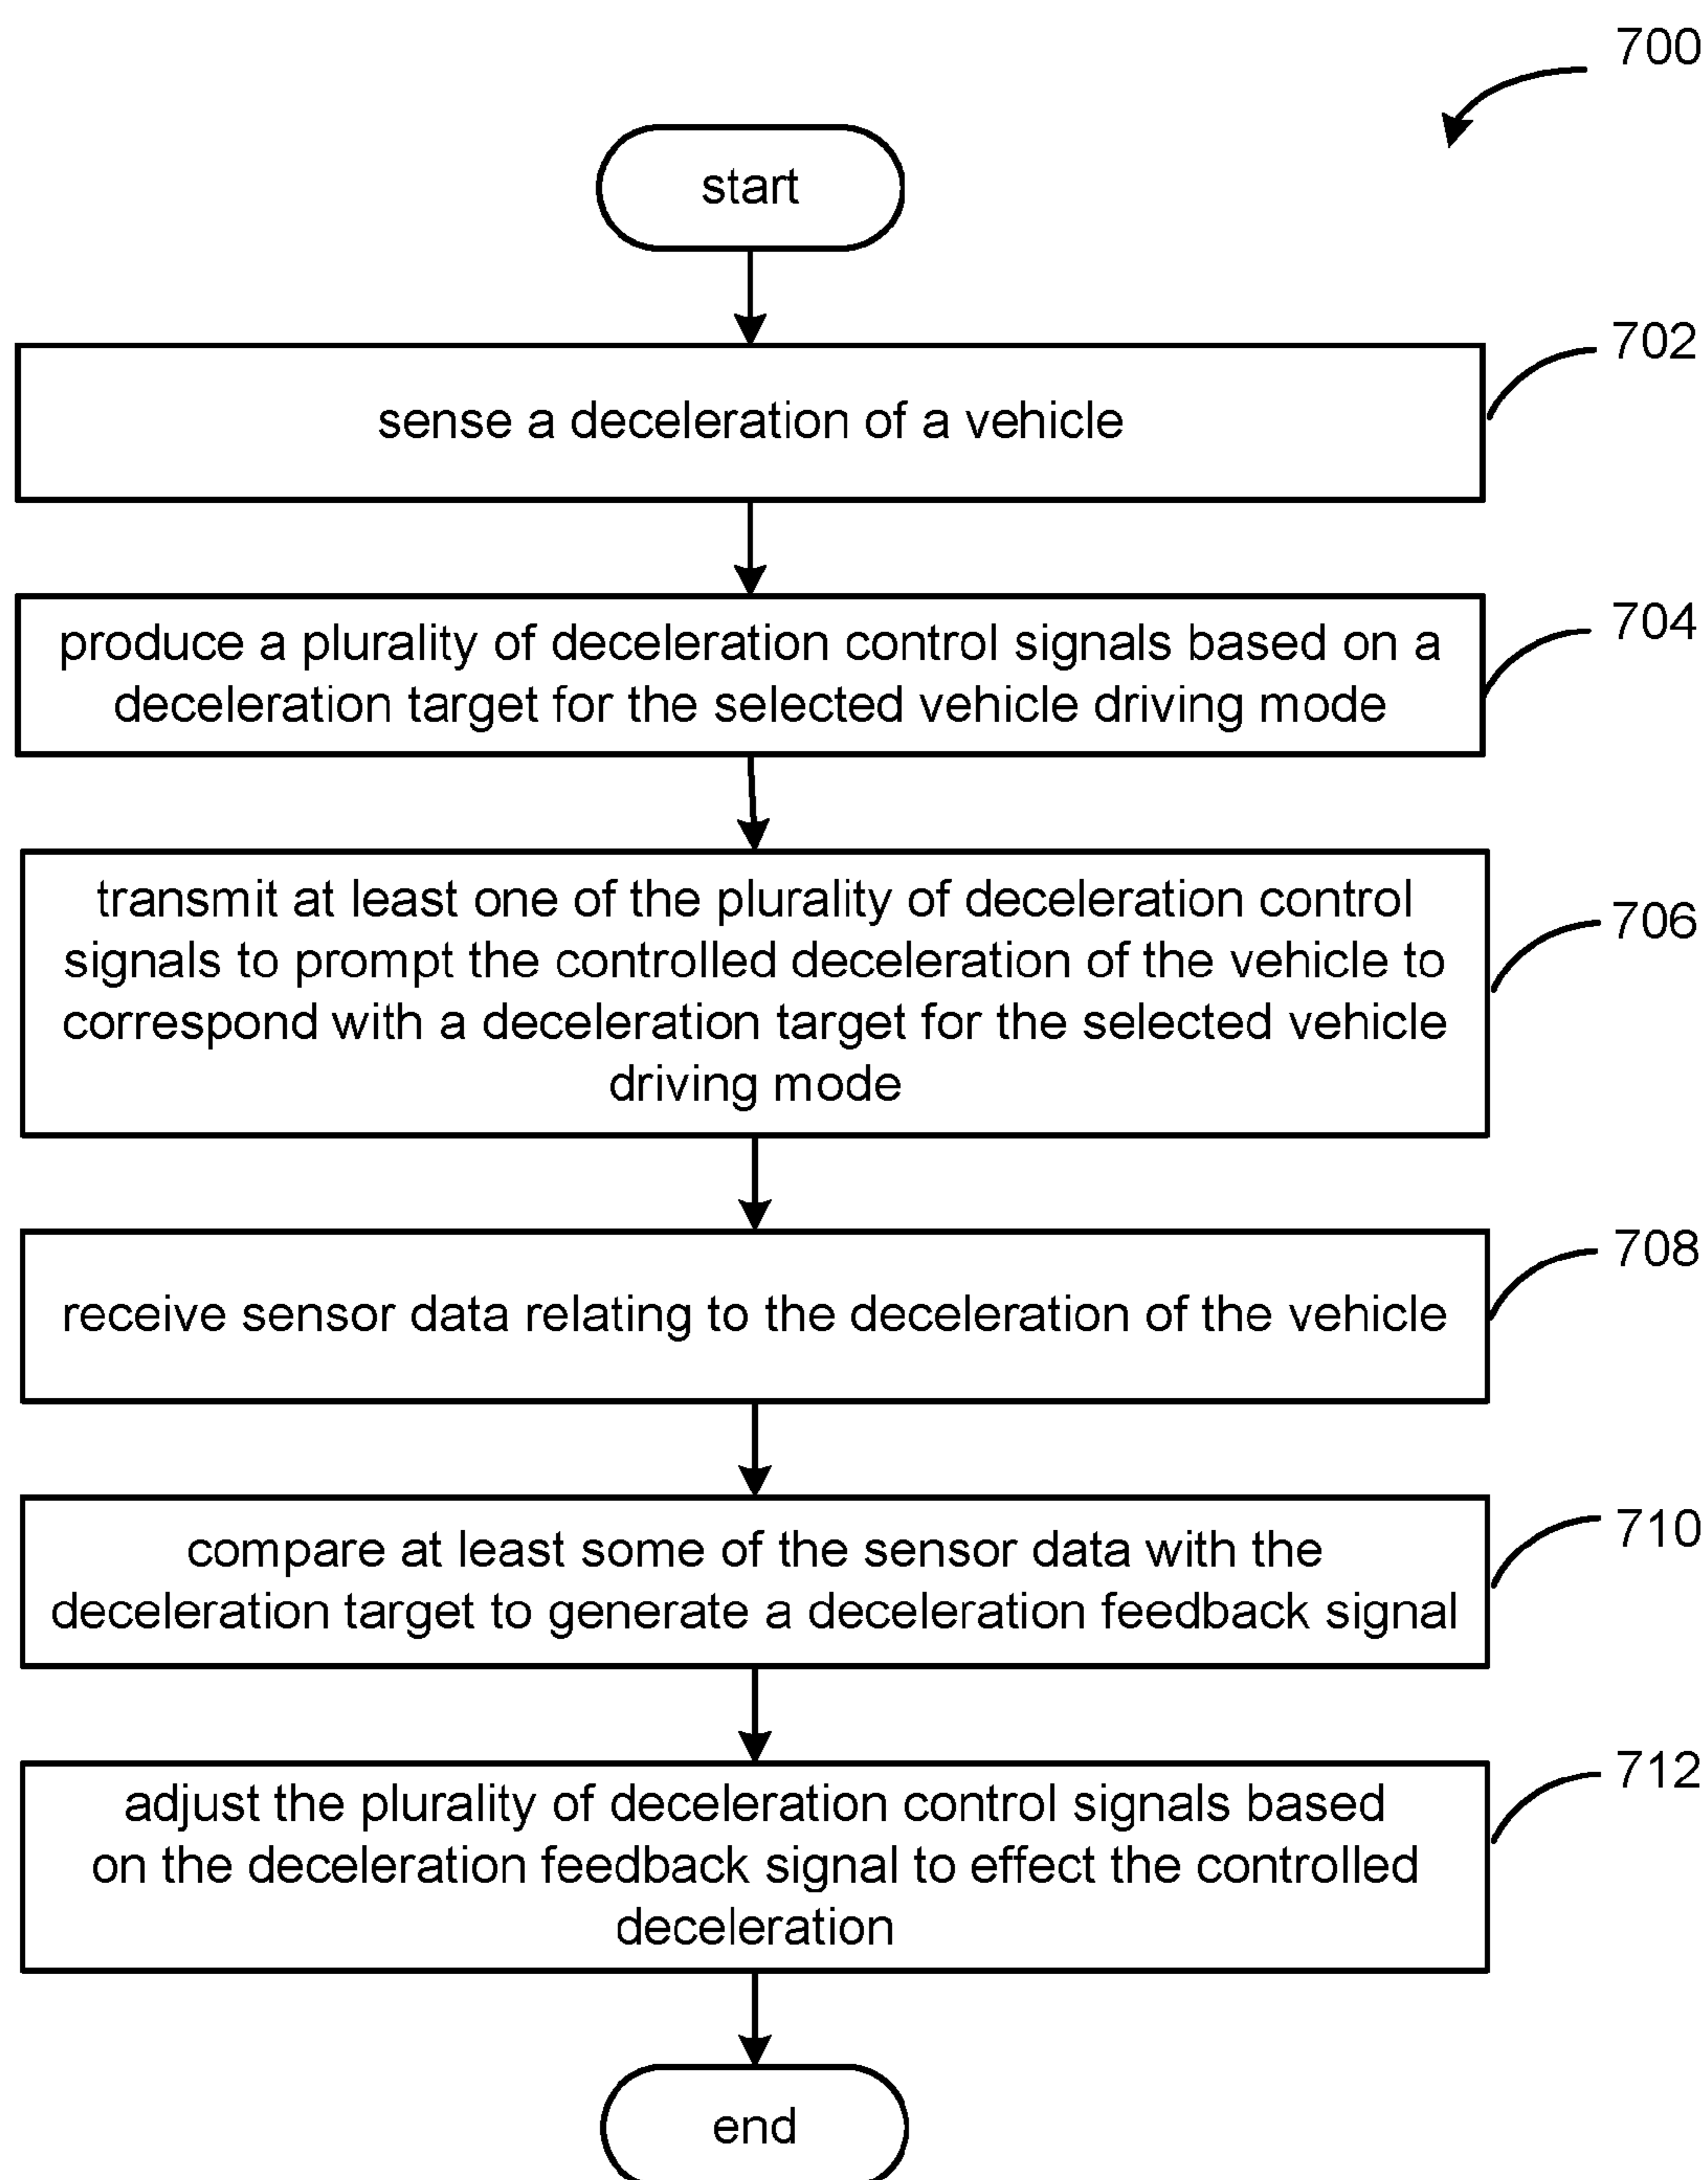 700
start
702
sense a deceleration of a vehicle
704
produce a plurality of deceleration control signals based on a
deceleration target for the selected vehicle driving mode
706
transmit at least one of the plurality of deceleration control
signals to prompt the controlled deceleration of the vehicle to
correspond with a deceleration target for the selected vehicle
driving mode
708
receive sensor data relating to the deceleration of the vehicle
710
compare at least some of the sensor data with the
deceleration target to generate a deceleration feedback signal
712
adjust the plurality of deceleration control signals based
on the deceleration feedback signal to effect the controlled
deceleration
end